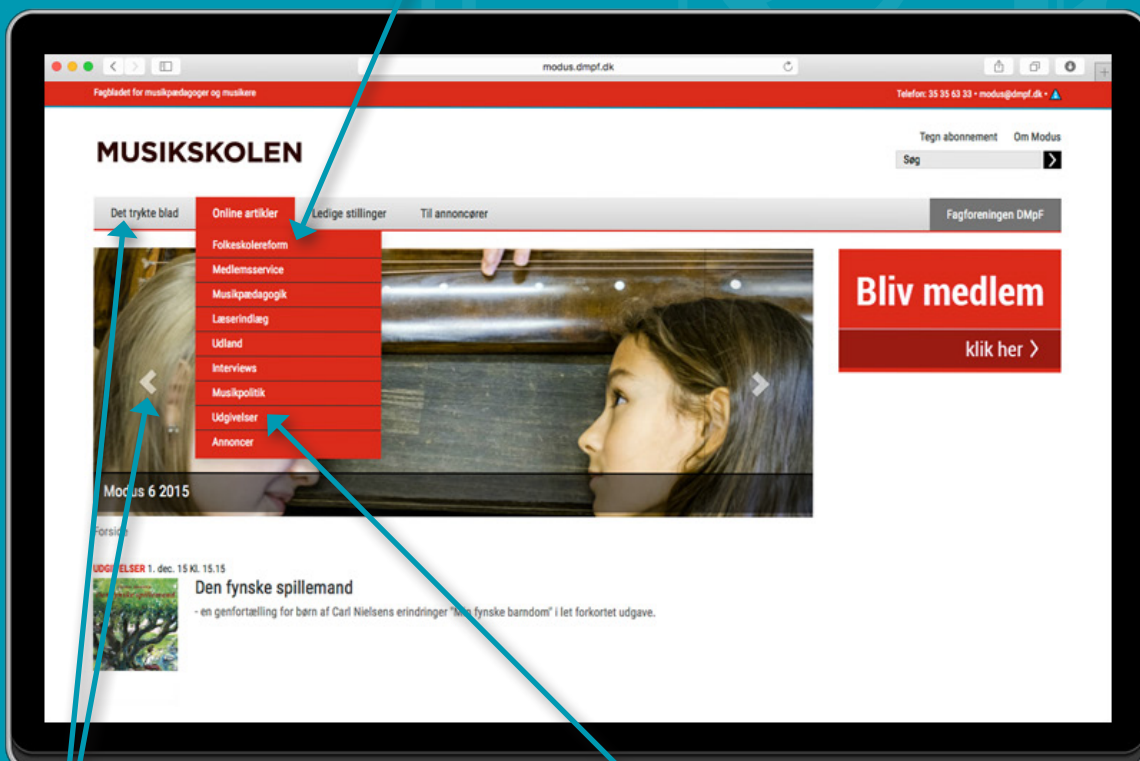 modus.dmpf.dk
Fagbladet for musikpædagoger og musikere
Telefon: 35 35 63 33 • modus@dmpf.dk •
Tegn abonnement Om Modus
MUSIKSKOLEN
Søg
Det trykte blad Online artikler Ledige stillinger Til annoncører Fagforeningen DMpF
Folkeskolereform
Medlemsservice
Musikpædagogik
Læserindlæg
Udland
Interviews
Musikpolitik
Udgivelser
Annoncer
Bliv medlem
klik her
Modus 6 2015
Forside
UDGIVELSER 1. dec. 15 Kl. 15.15
Den fynske spillemand
- en genfortælling for børn af Carl Nielsens erindringer "Min fynske barndom" i let forkortet udgave.